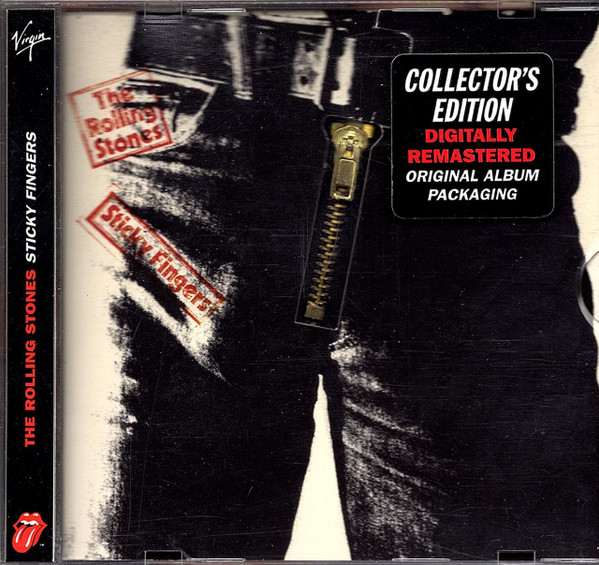 Virgin
THE ROLLING STONES STICKY FINGERS
The
Rolling
Stones
Sticky Fingers
COLLECTOR'S
EDITION
DIGITALLY
REMASTERED
ORIGINAL ALBUM
PACKAGING